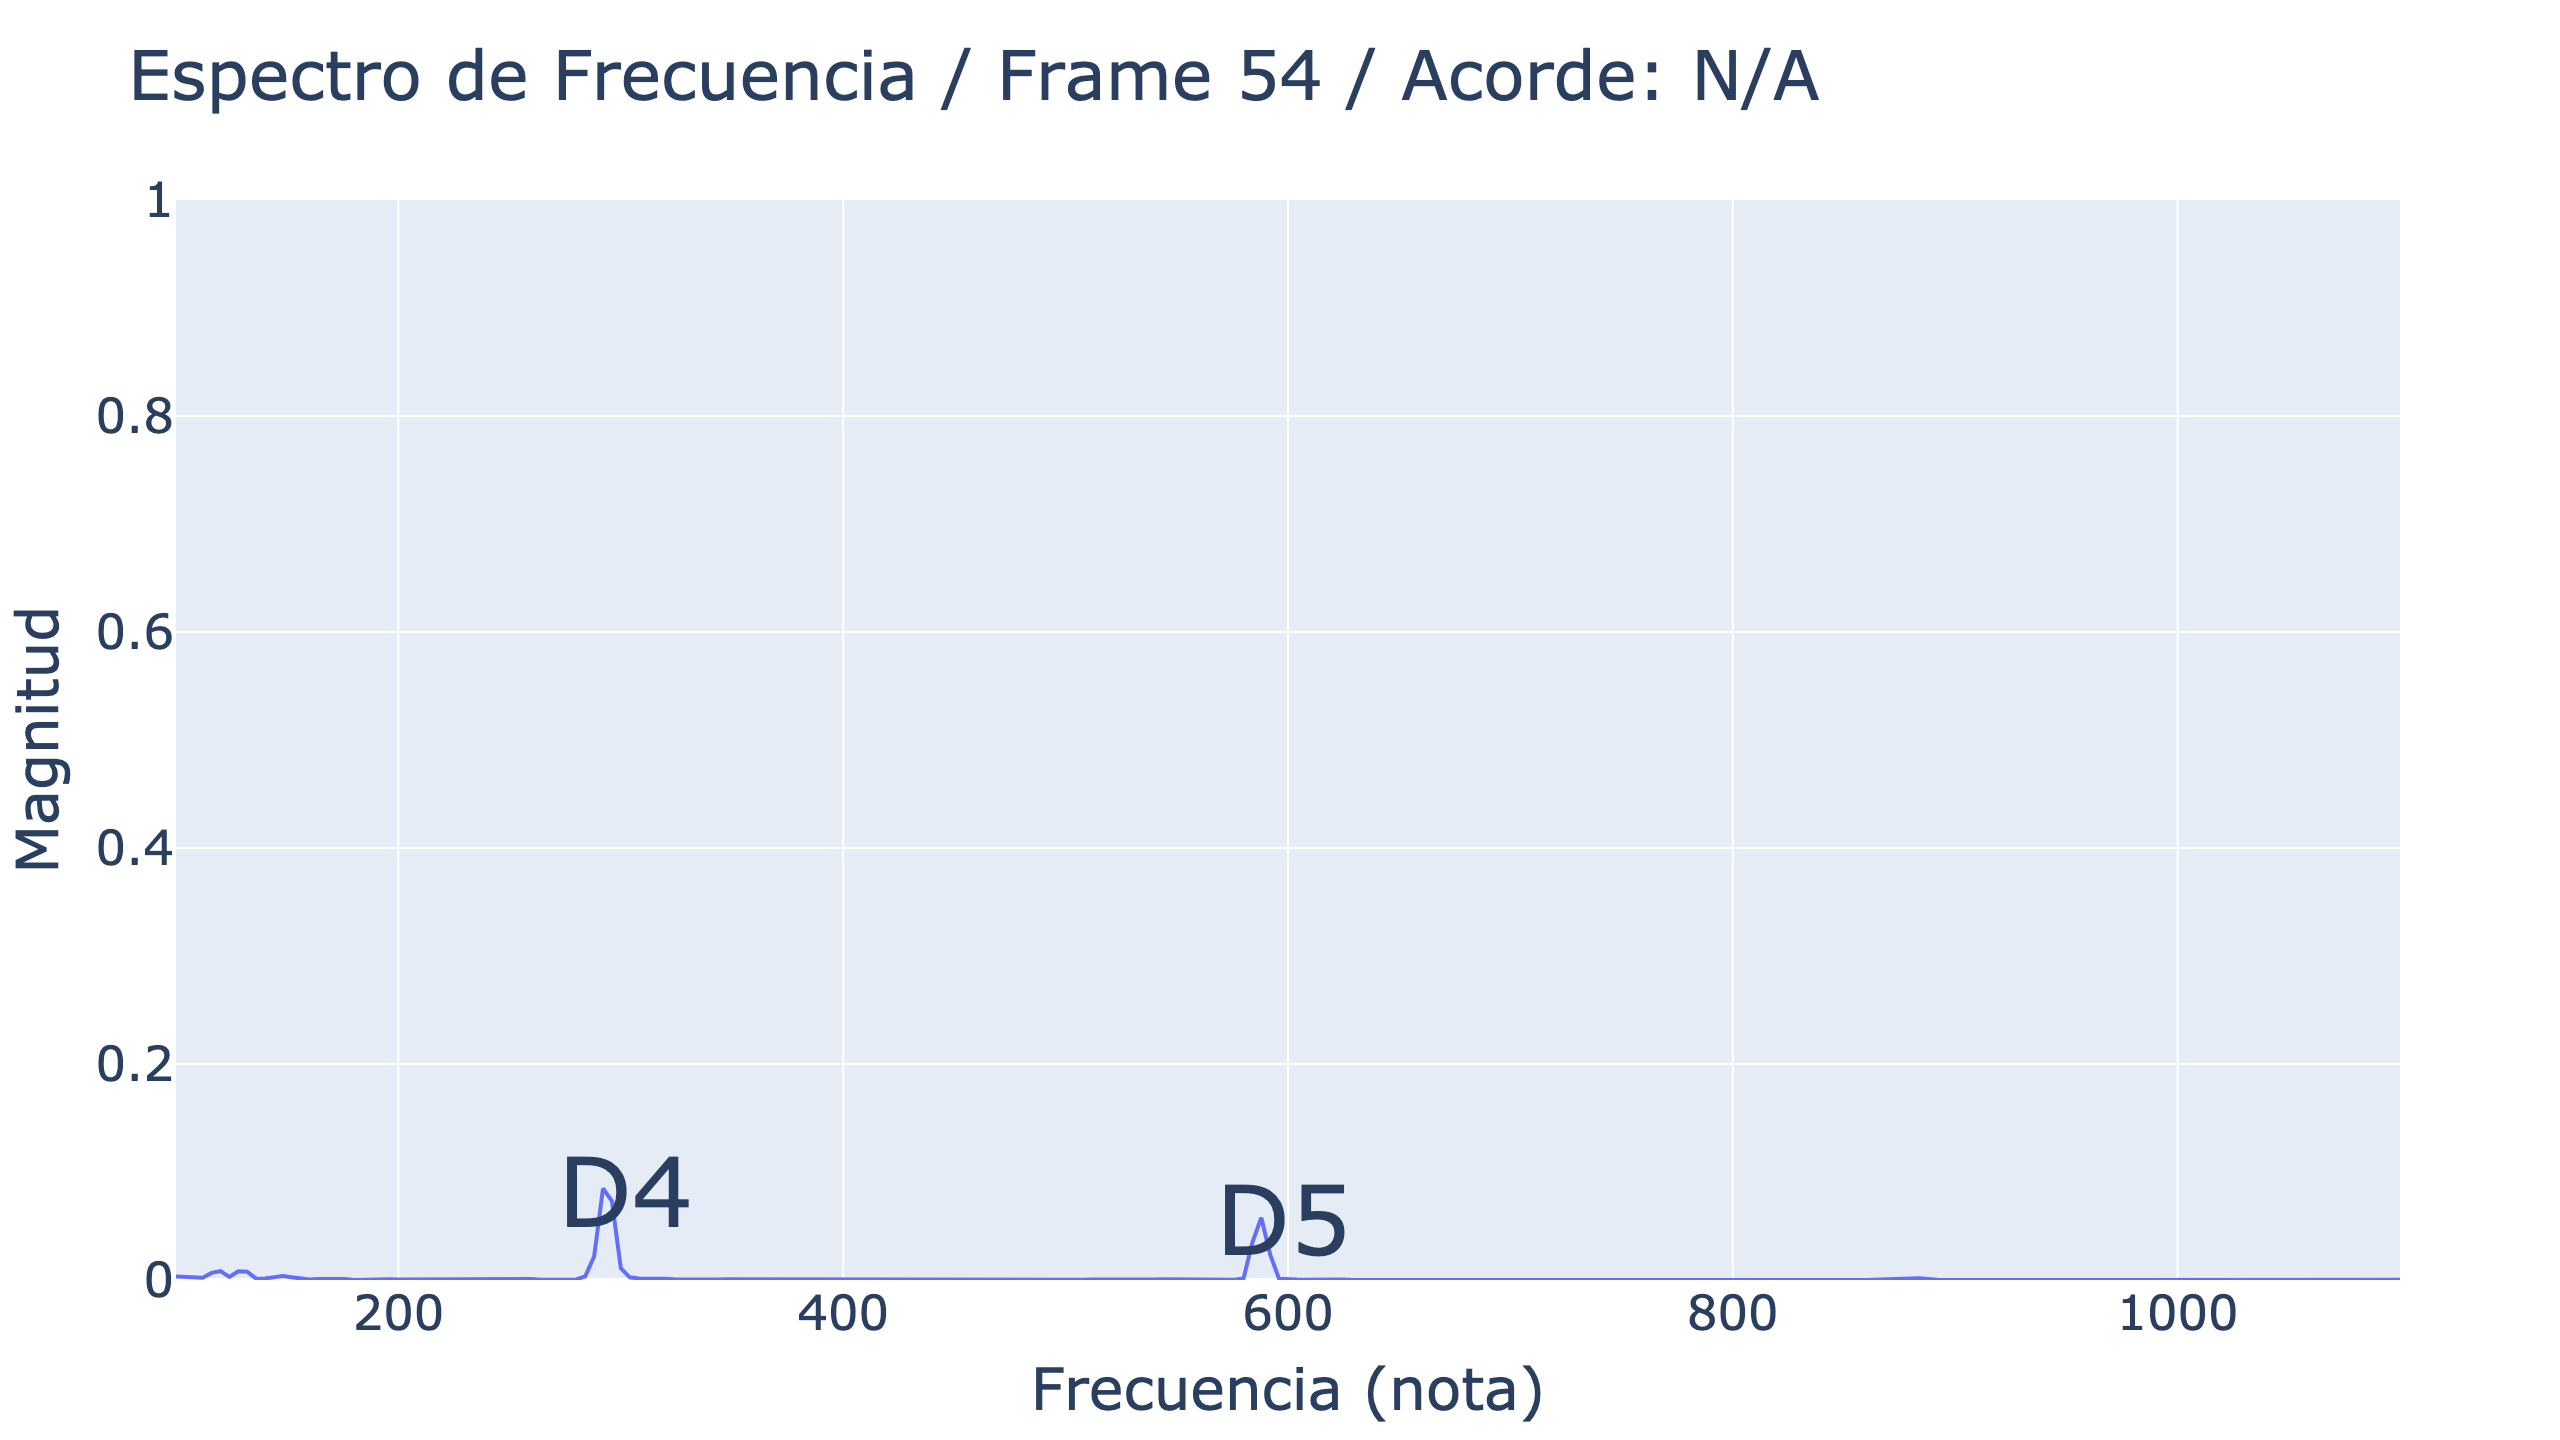 Espectro de Frecuencia / Frame 54 / Acorde: N/A
1
0.8
0.6
0.4
0.2
0
Magnitud
D4
D5
200
400
600
800
1000
Frecuencia (nota)